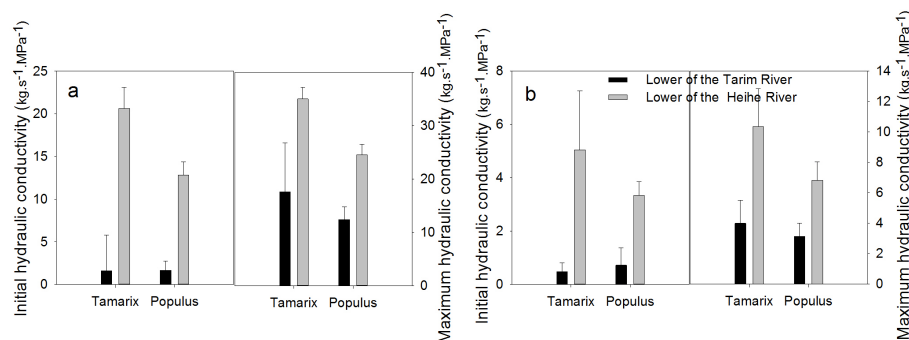 Initial hydraulic conductivity (kg.s⁻¹.MPa⁻¹)
25
20
15
10
5
0
a
Tamarix Populus
Tamarix Populus
40
30
20
10
0
Maximum hydraulic conductivity (kg.s⁻¹.MPa⁻¹)
Initial hydraulic conductivity (kg.s⁻¹.MPa⁻¹)
8
6
4
2
0
b
Lower of the Tarim River
Lower of the Heihe River
Tamarix Populus
Tamarix Populus
14
12
10
8
6
4
2
0
Maximum hydraulic conductivity (kg.s⁻¹.MPa⁻¹)